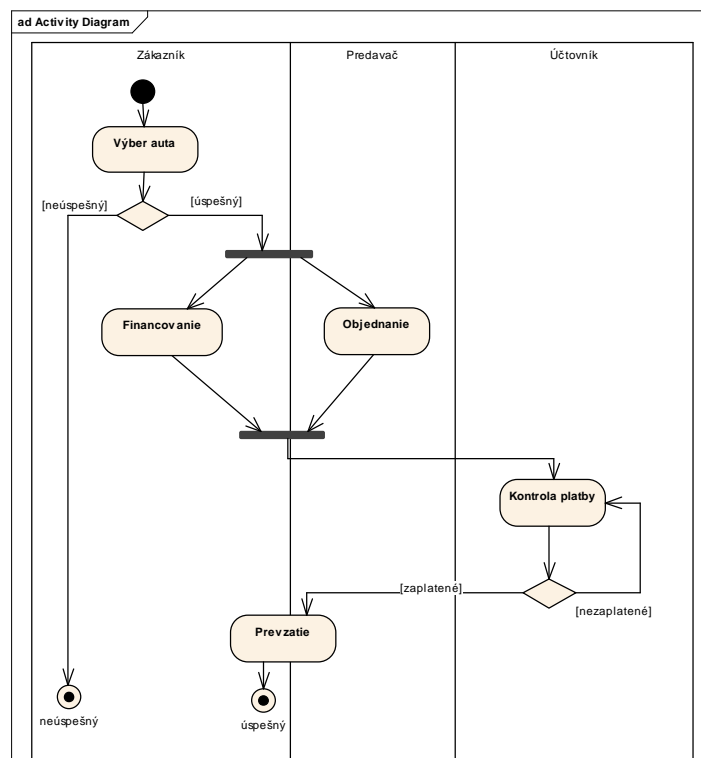 ad Activity Diagram
Zákazník
Predavač
Účtovník
Výber auta
[neúspešný]
[úspešný]
Financovanie
Objednanie
Kontrola platby
[zaplatené]
[nezaplatené]
Prevzatie
neúspešný
úspešný